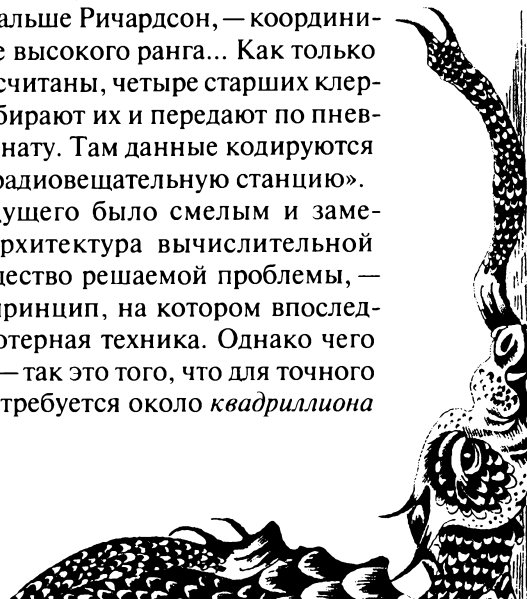 альше Ричардсон, — координи-
е высокого ранга... Как только
считаны, четыре старших клер-
бирают их и передают по пнев-
нату. Там данные кодируются
радиовещательную станцию».
ущего было смелым и заме-
рхитектура вычислительной
щество решаемой проблемы, —
ринцип, на котором впослед-
ютерная техника. Однако чего
— так это того, что для точного
требуется около квадриллиона